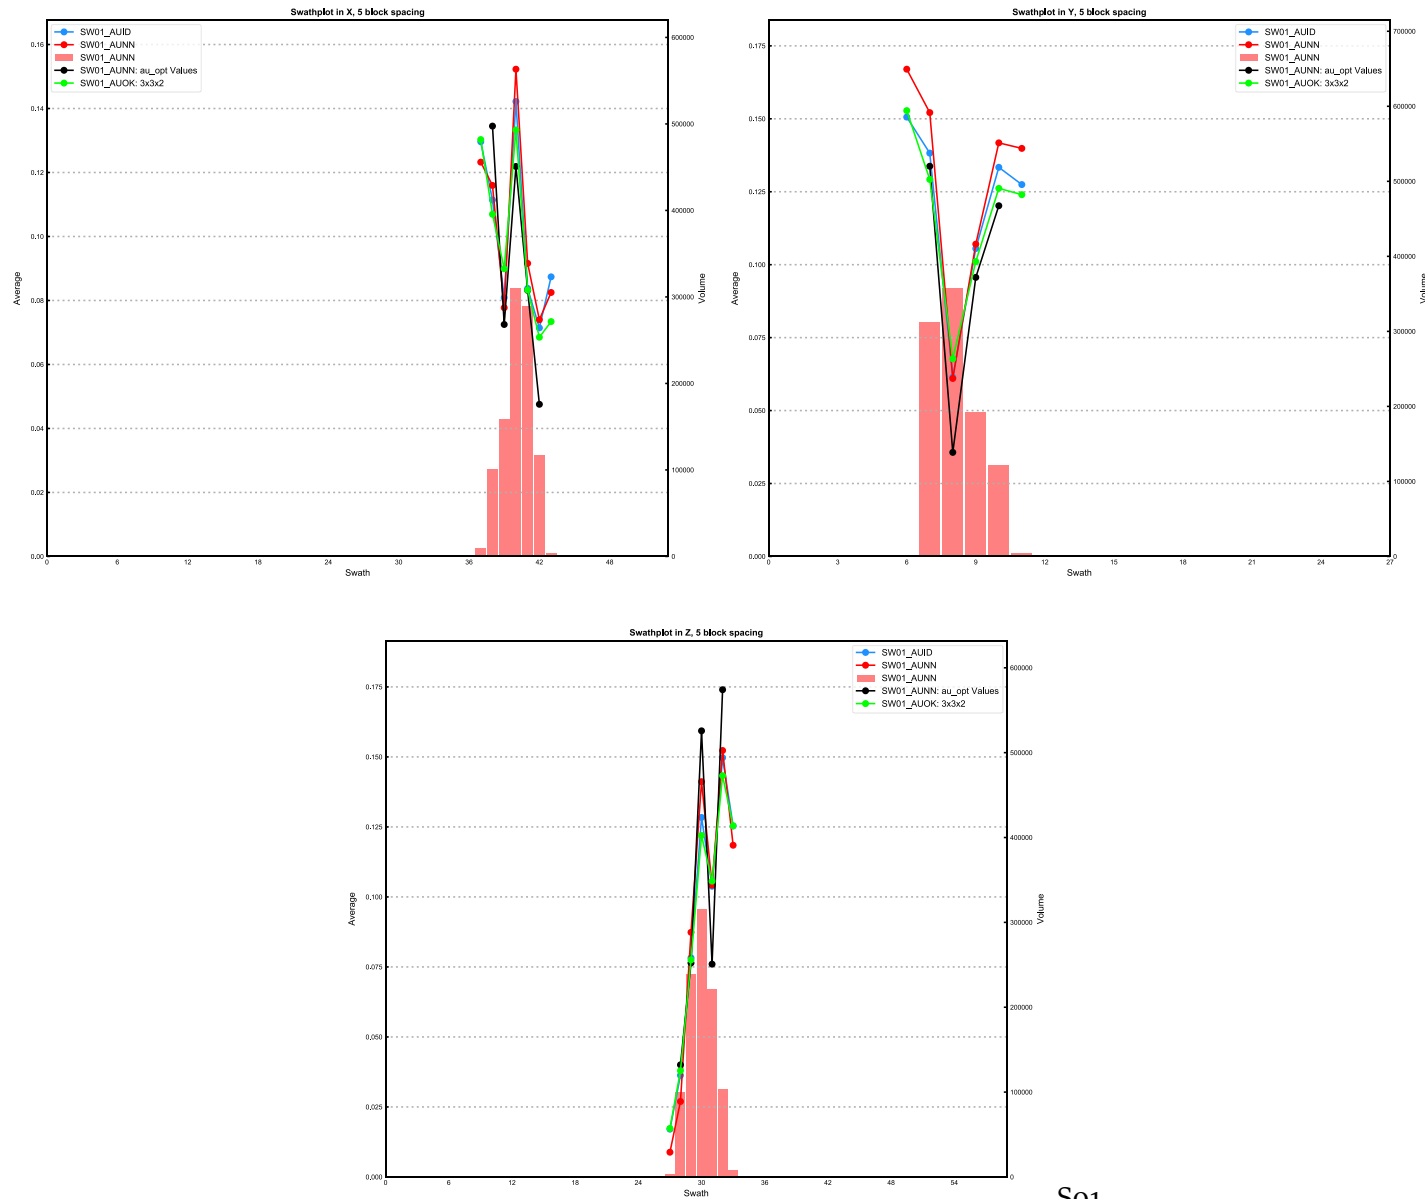 Swathplot in X, 5 block spacing
SW01_AUID
SW01_AUNN
SW01_AUNN
SW01_AUNN: au_opt Values
SW01_AUOK: 3x3x2
Average
0.16
0.14
0.12
0.10
0.08
0.06
0.04
0.02
0.00
600000
500000
400000
300000
200000
100000
0
Volume
0 6 12 18 24 30 36 42 48
Swath
Swathplot in Y, 5 block spacing
SW01_AUID
SW01_AUNN
SW01_AUNN
SW01_AUNN: au_opt Values
SW01_AUOK: 3x3x2
Average
0.175
0.150
0.125
0.100
0.075
0.050
0.025
0.000
700000
600000
500000
400000
300000
200000
100000
0
Volume
0 3 6 9 12 15 18 21 24 27
Swath
Swathplot in Z, 5 block spacing
SW01_AUID
SW01_AUNN
SW01_AUNN
SW01_AUNN: au_opt Values
SW01_AUOK: 3x3x2
Average
0.175
0.150
0.125
0.100
0.075
0.050
0.025
0.000
600000
500000
400000
300000
200000
100000
0
Volume
0 6 12 18 24 30 36 42 48 54
Swath